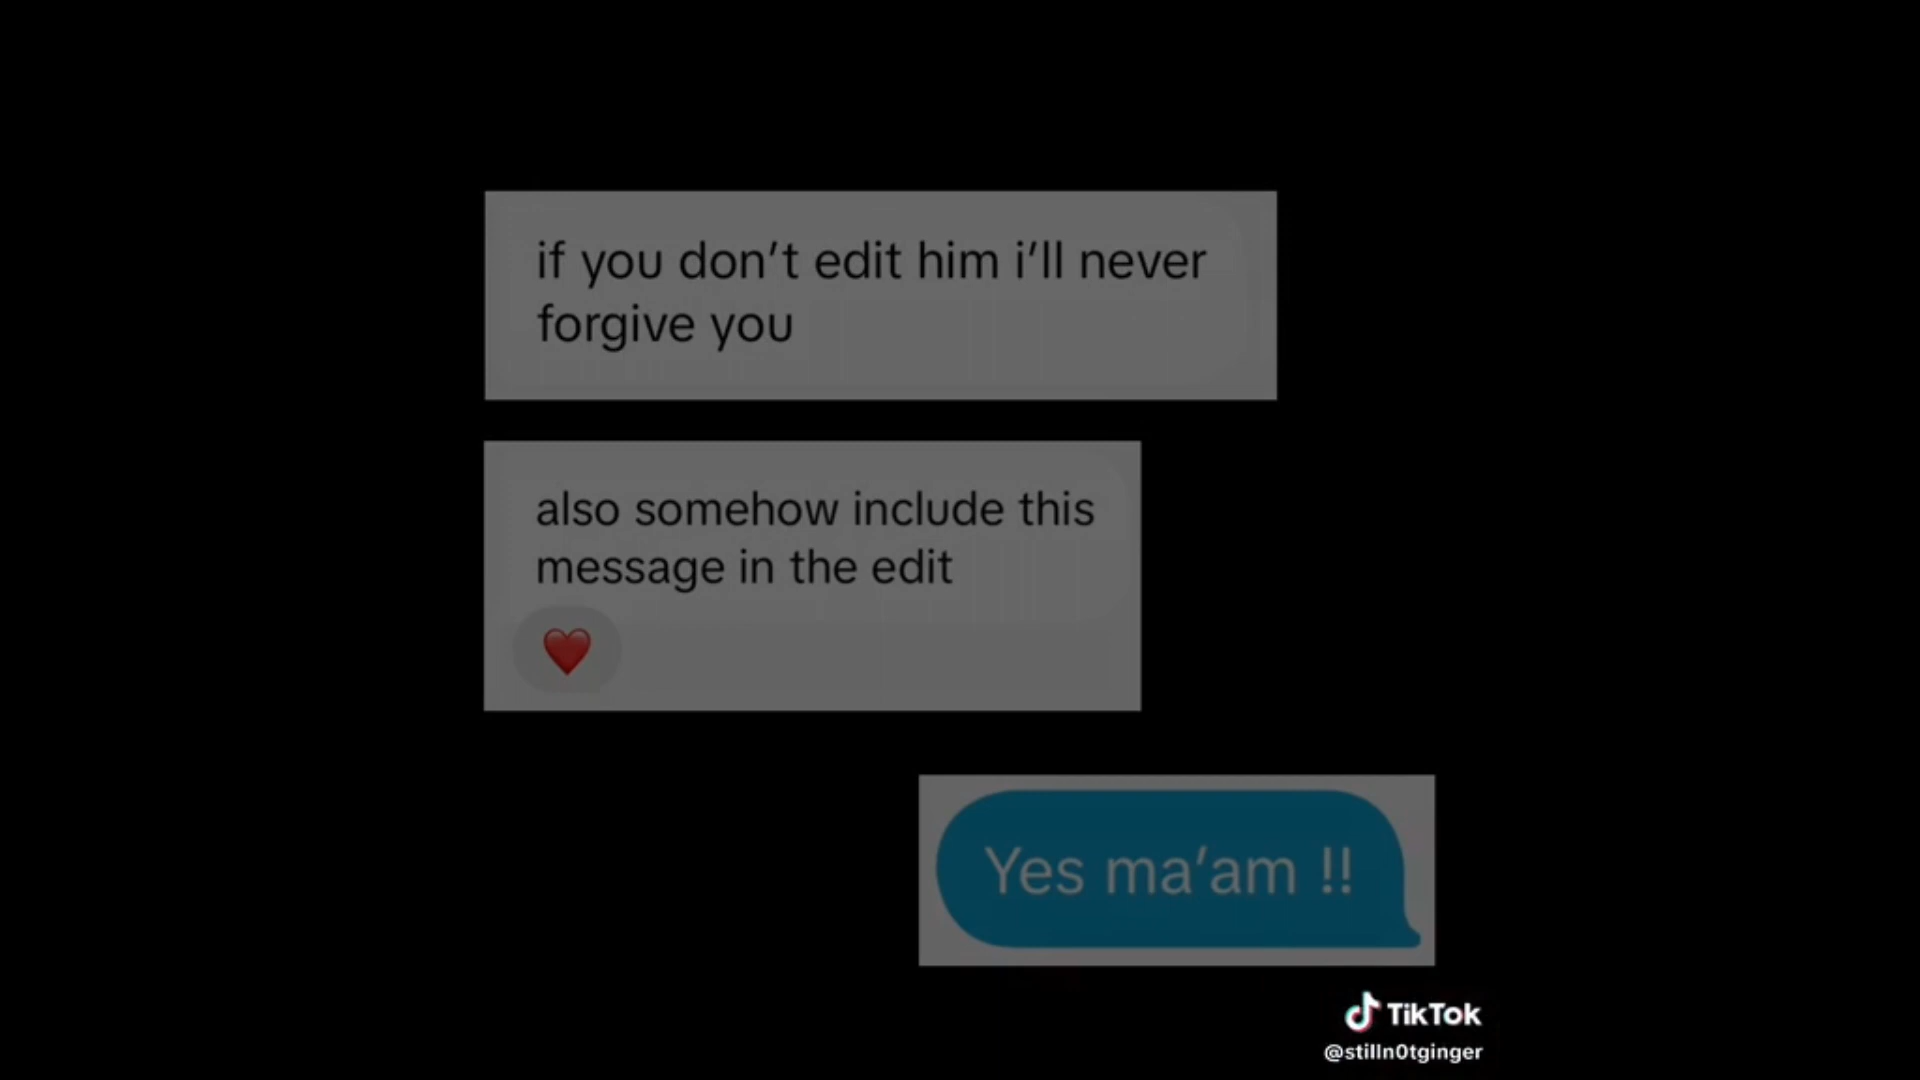 if you don’t edit him i’ll never
forgive you
also somehow include this
message in the edit
❤️
Yes ma’am !!
TikTok
@stilln0tginger